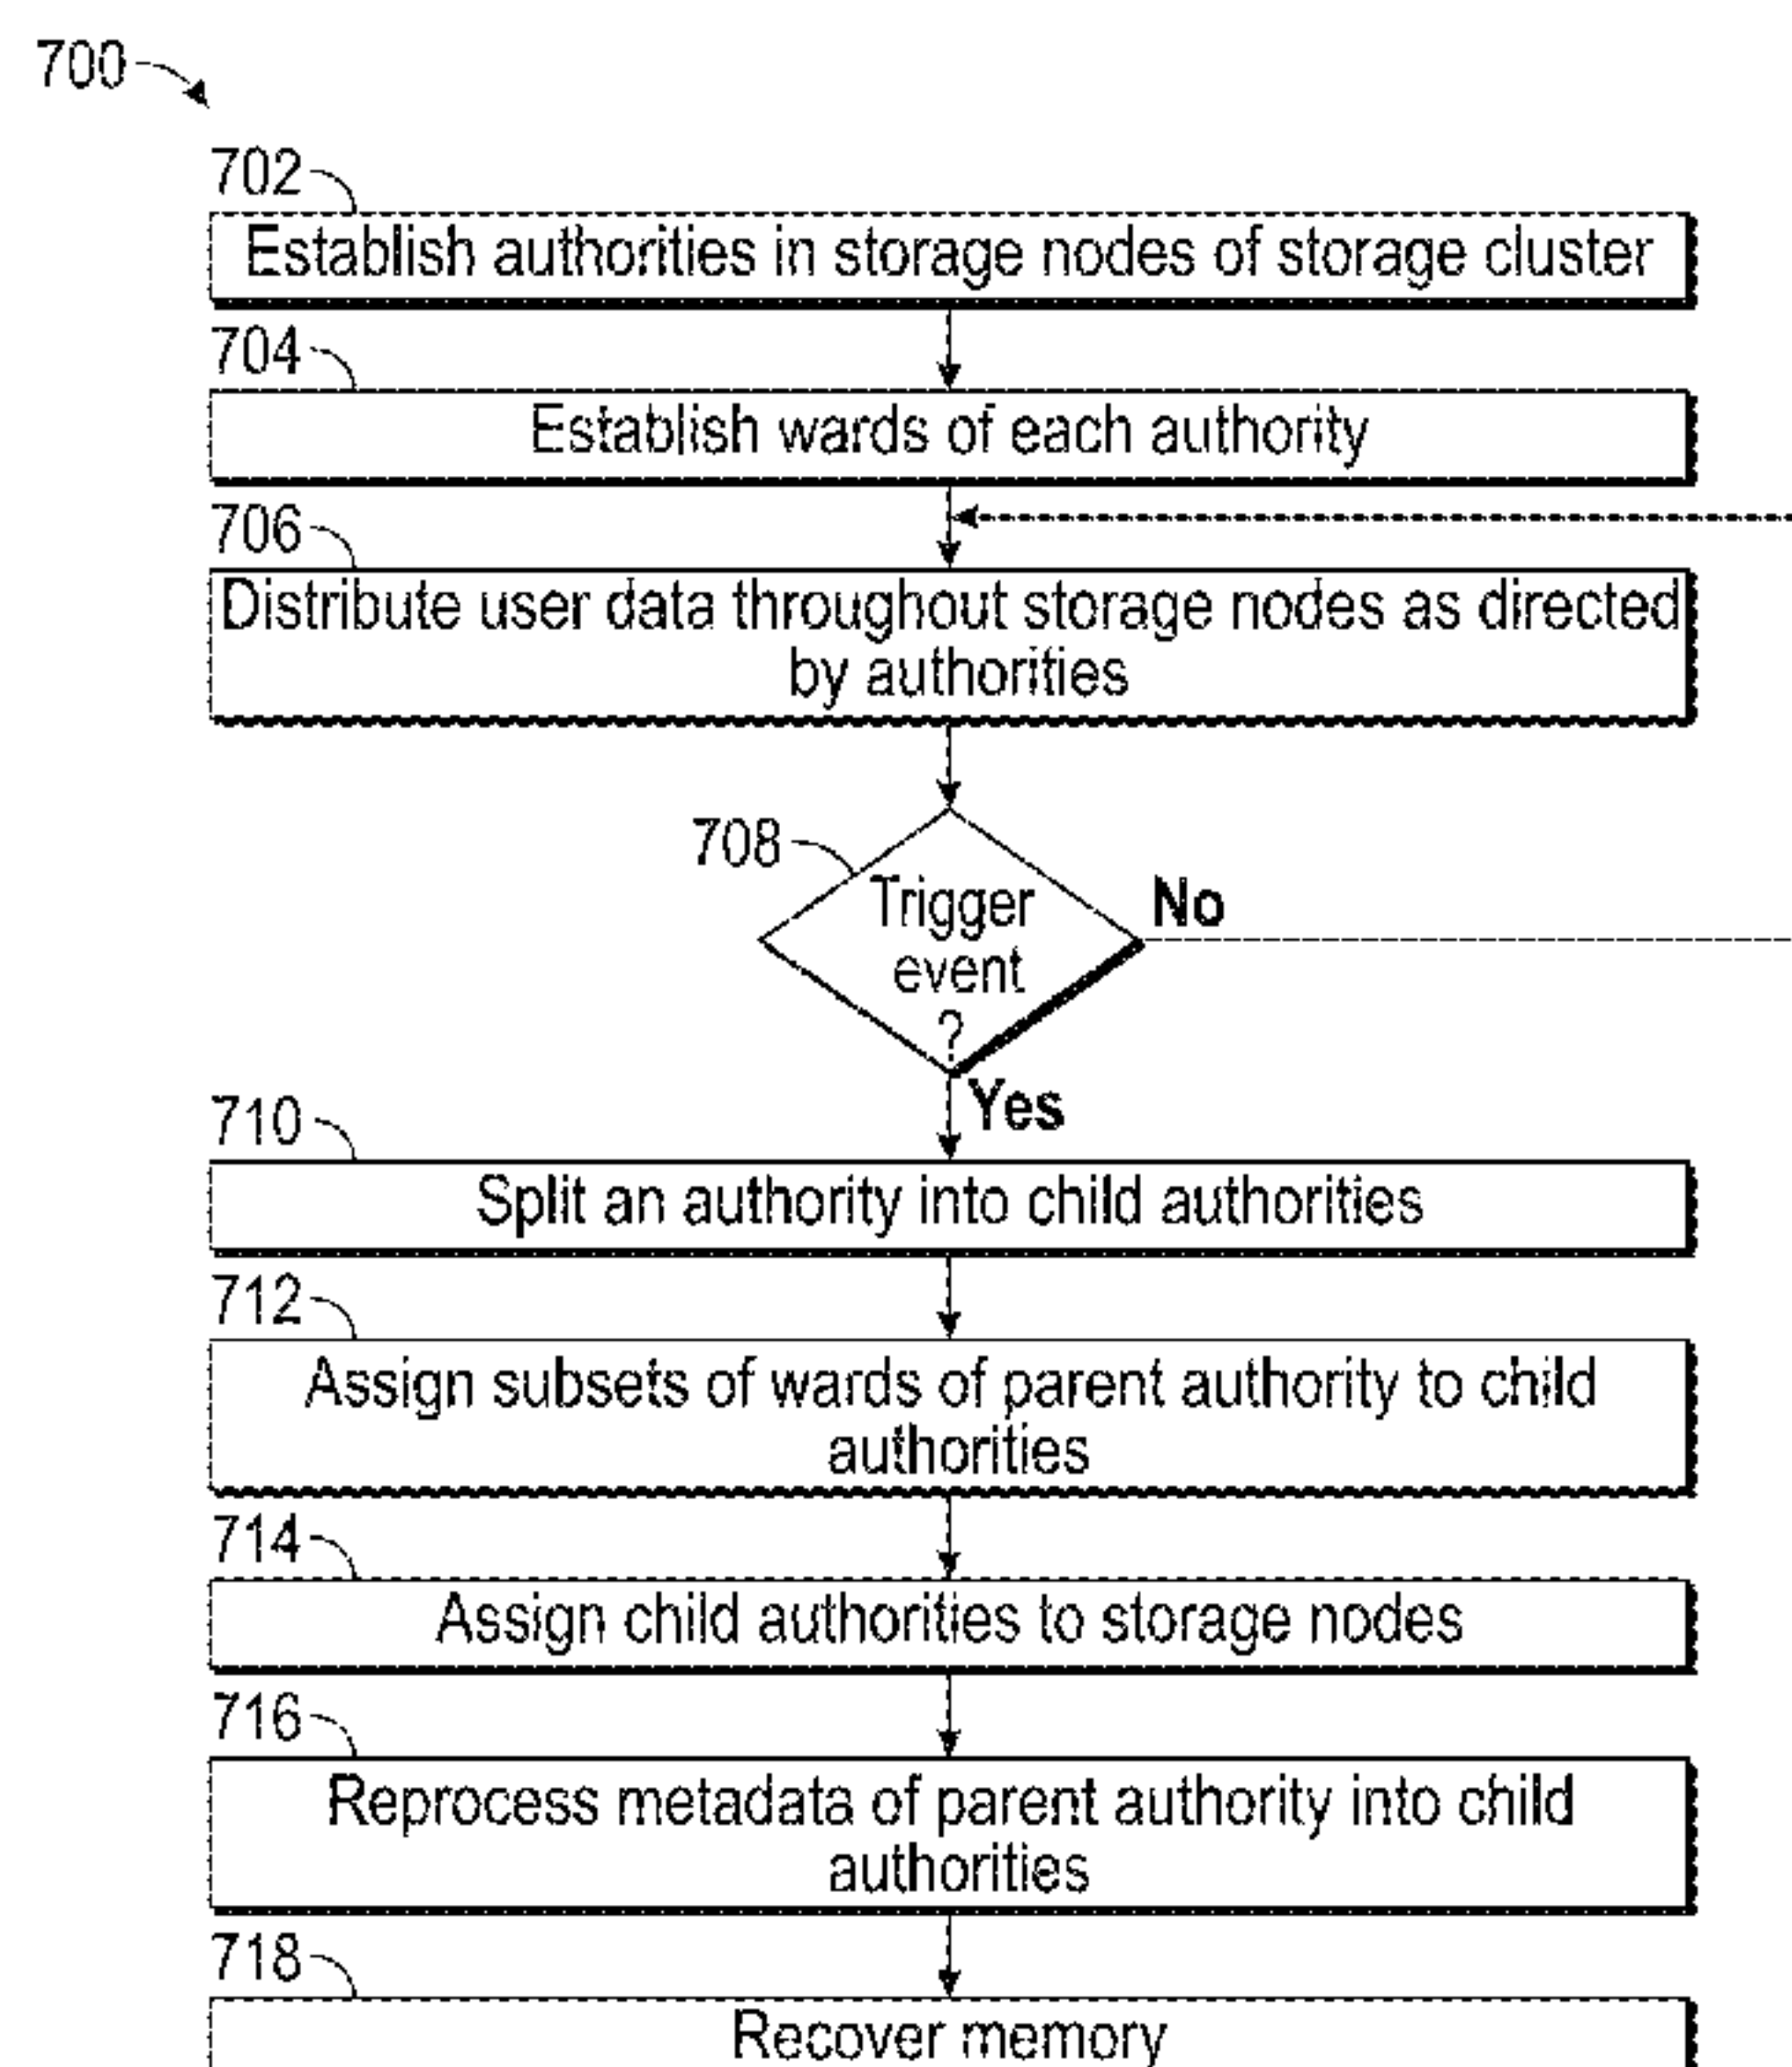 700
702
Establish authorities in storage nodes of storage cluster
704
Establish wards of each authority
706
Distribute user data throughout storage nodes as directed
by authorities
708
Trigger
event
?
No
Yes
710
Split an authority into child authorities
712
Assign subsets of wards of parent authority to child
authorities
714
Assign child authorities to storage nodes
716
Reprocess metadata of parent authority into child
authorities
718
Recover memory